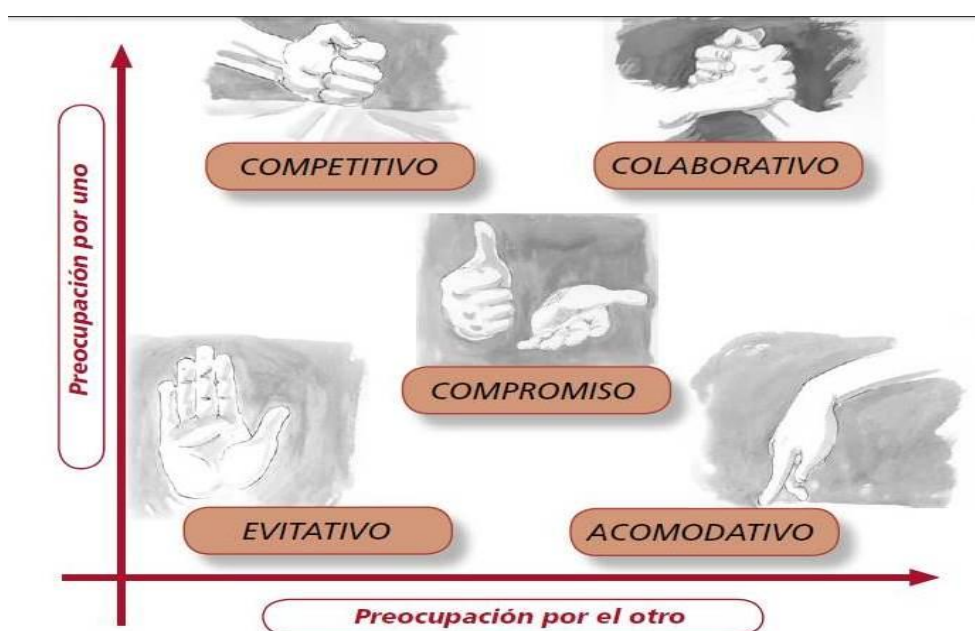 COMPETITIVO
COLABORATIVO
Preocupación por uno
COMPROMISO
EVITATIVO
ACOMODATIVO
Preocupación por el otro